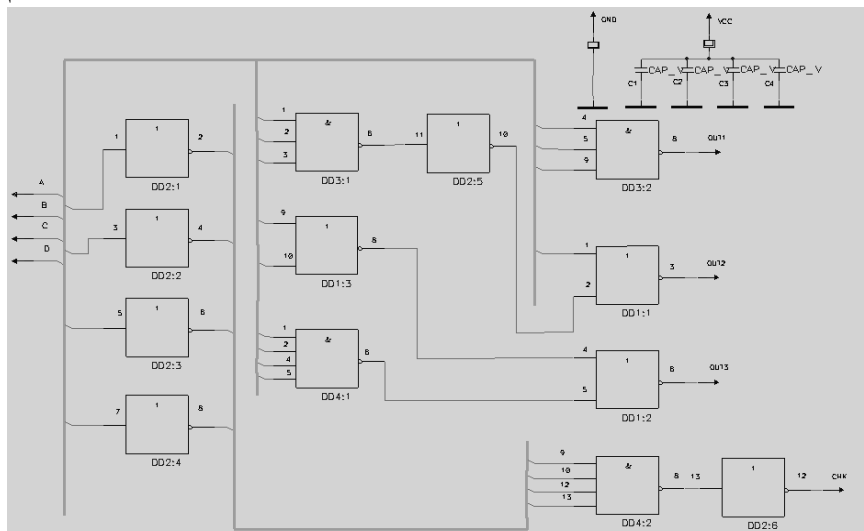 GND
VCC
CAP_V CAP_V CAP_V CAP_V
C1 C2 C3 C4
1 1 2
DD2:1
1 2 3 & 6
DD3:1
11 1 10
DD2:5
4 5 9 & 8 OUT1
DD3:2
A
B
C
D
3 1 4
DD2:2
9 10 1 8
DD1:3
1 2 1 3 OUT2
DD1:1
5 1 6
DD2:3
1 2 4 5 & 6
DD4:1
4 5 1 6 OUT3
DD1:2
7 1 8
DD2:4
9 10 12 13 & 8
DD4:2
13 1 12 CHK
DD2:6